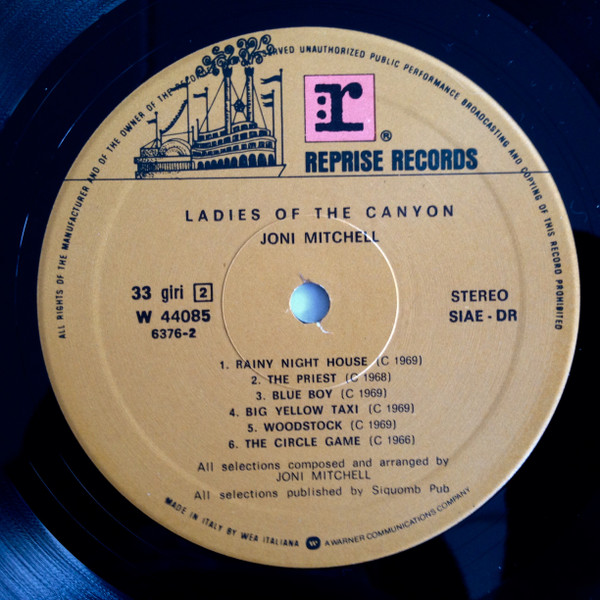 ALL RIGHTS OF THE MANUFACTURER AND OF THE OWNER OF THE RECORDED
RVED UNAUTHORIZED PUBLIC PERFORMANCE BROADCASTING AND COPYING OF THIS RECORD PROHIBITED
r
®
REPRISE RECORDS
LADIES OF THE CANYON
JONI MITCHELL
33 giri 2
STEREO
W 44085
SIAE - DR
6376-2
1. RAINY NIGHT HOUSE (C 1969)
2. THE PRIEST (C 1968)
3. BLUE BOY (C 1969)
4. BIG YELLOW TAXI (C 1969)
5. WOODSTOCK (C 1969)
6. THE CIRCLE GAME (C 1966)
All selections composed and arranged by
JONI MITCHELL
All selections published by Siquomb Pub
MADE IN ITALY BY WEA ITALIANA W A WARNER COMMUNICATIONS COMPANY